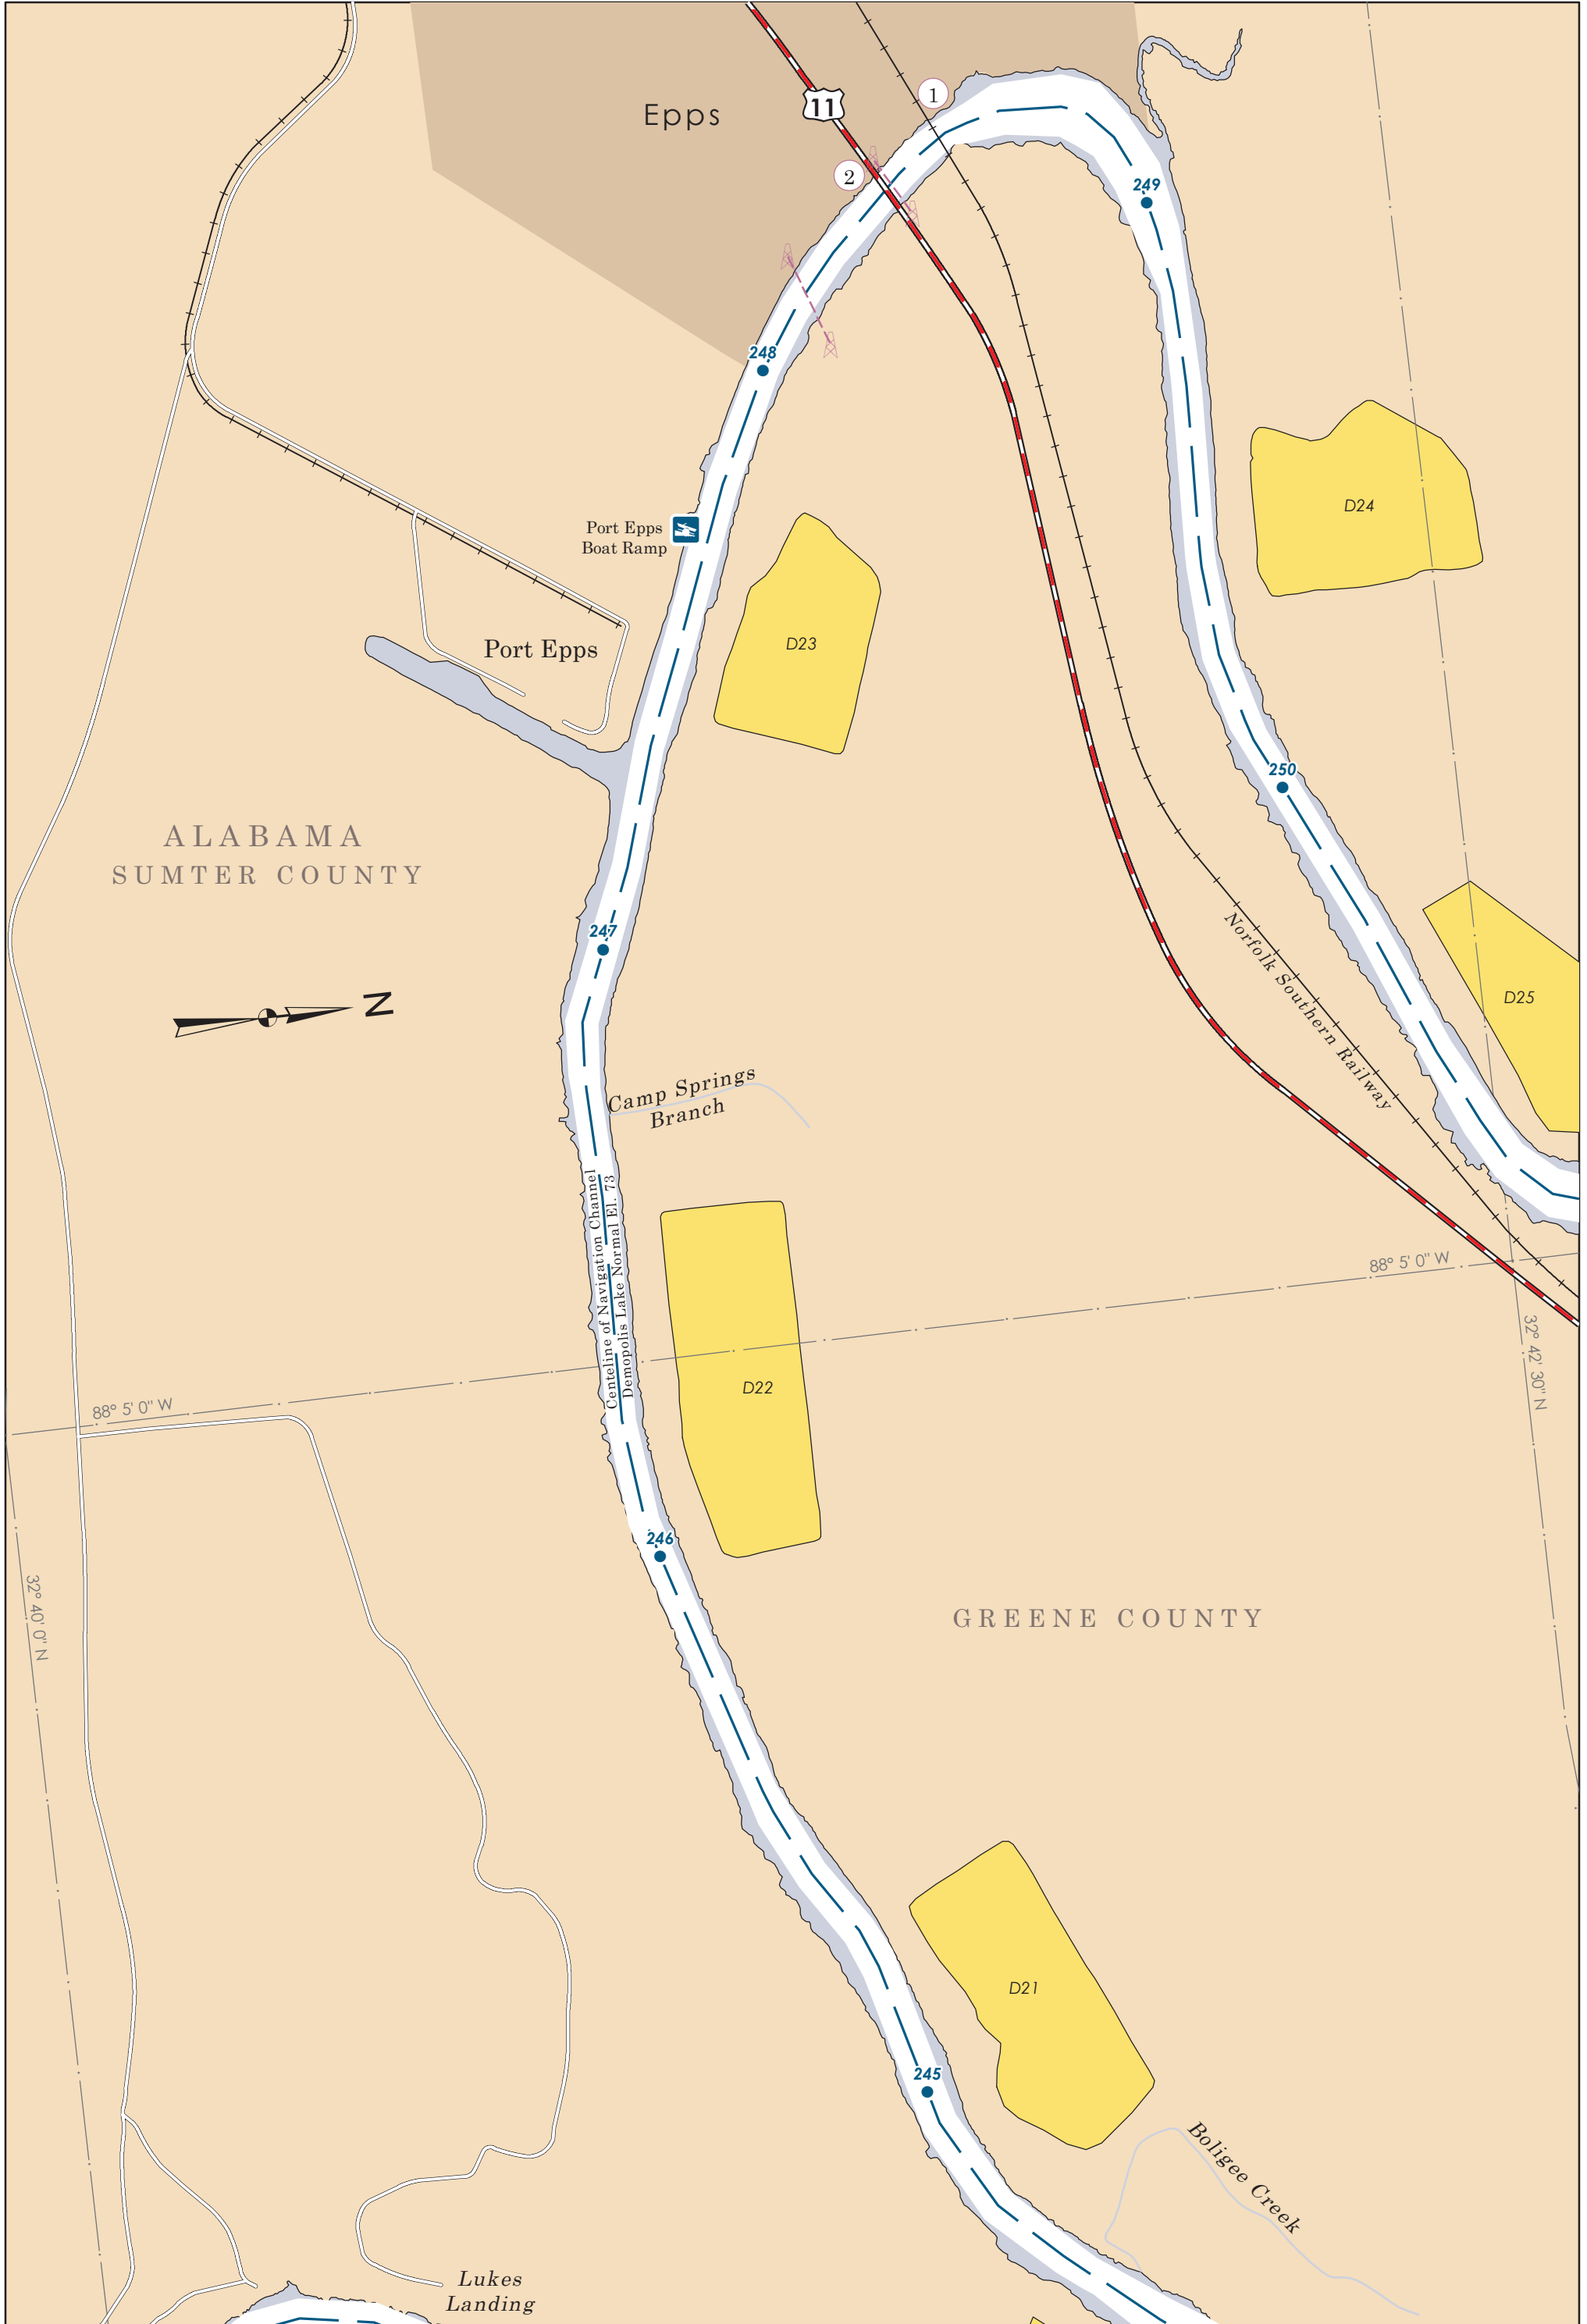 1
11
Epps
2
249
248
D24
Port Epps
Boat Ramp
D23
Port Epps
250
ALABAMA
SUMTER COUNTY
247
Norfolk Southern Railway
D25
N
Camp Springs
Branch
Centeline of Navigation Channel
Demopolis Lake Normal El. 73
88° 5' 0" W
32° 42' 30" N
D22
88° 5' 0" W
246
32° 40' 0" N
GREENE COUNTY
D21
245
Boligee Creek
Lukes
Landing